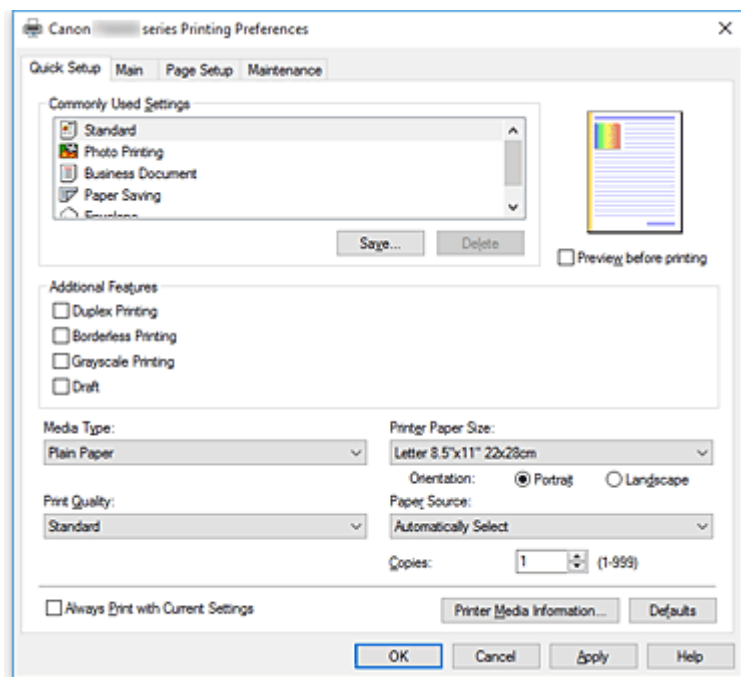 Canon series Printing Preferences
Quick Setup Main Page Setup Maintenance
Commonly Used Settings
Standard
Photo Printing
Business Document
Paper Saving
Envelope
Save... Delete
Preview before printing
Additional Features
Duplex Printing
Borderless Printing
Grayscale Printing
Draft
Media Type: Printer Paper Size:
Plain Paper Letter 8.5"x11" 22x28cm
Orientation: Portrait Landscape
Print Quality: Paper Source:
Standard Automatically Select
Copies: 1 (1-999)
Always Print with Current Settings Printer Media Information... Defaults
OK Cancel Apply Help